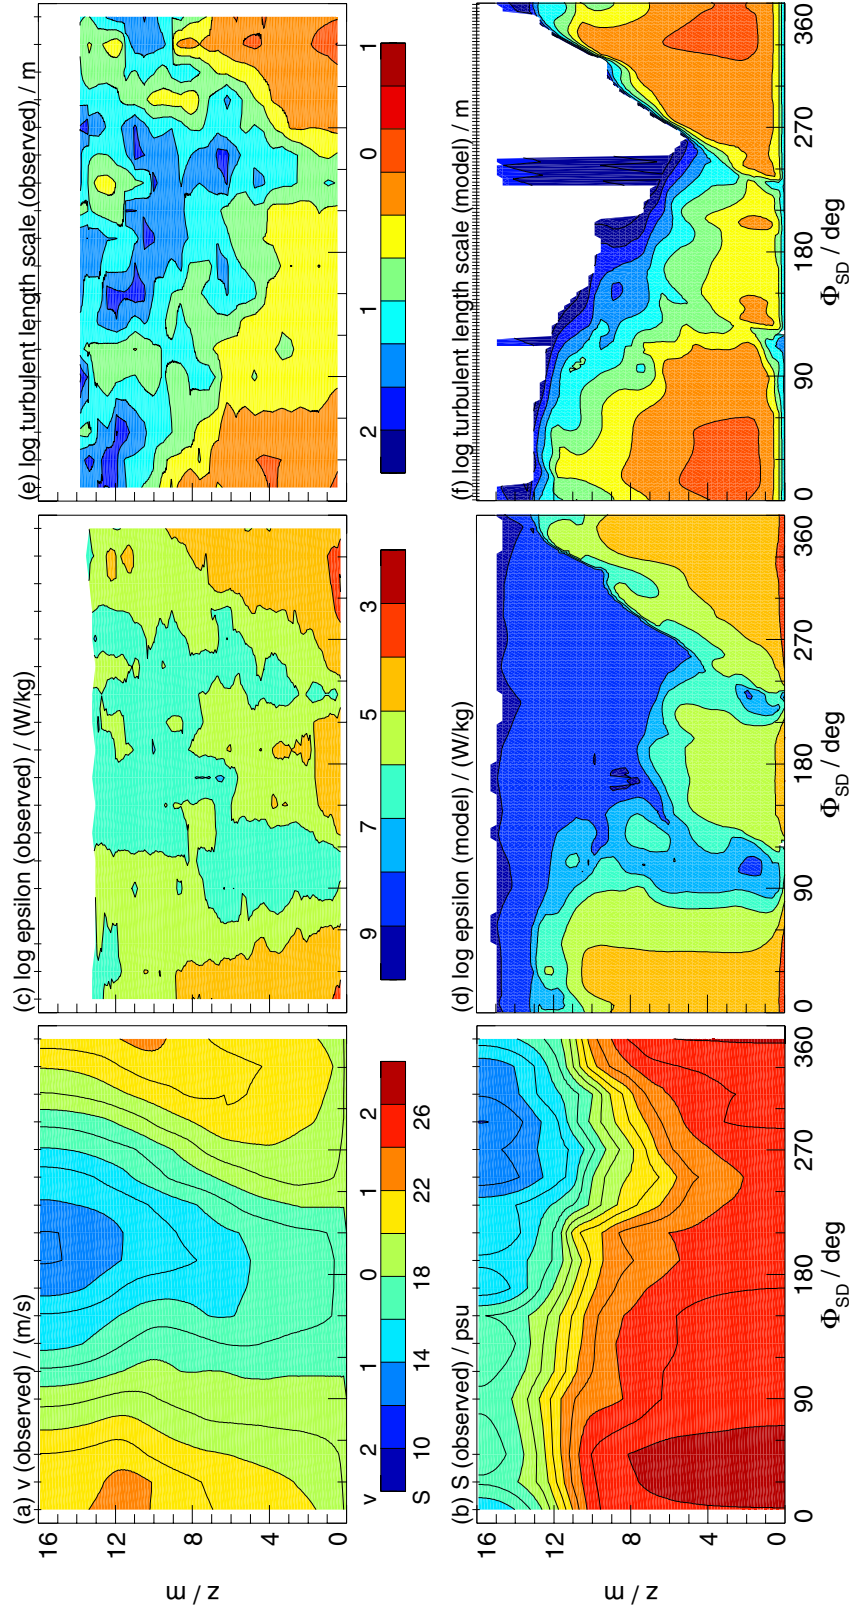 (a) v (observed) / (m/s)
(c) log epsilon (observed) / (W/kg)
(e) log turbulent length scale (observed) / m
z / m
16
12
8
4
0
v 2 1 0 1 2
S 10 14 18 22 26
9 7 5 3
2 1 0 1
(b) S (observed) / psu
(d) log epsilon (model) / (W/kg)
(f) log turbulent length scale (model) / m
z / m
16
12
8
4
0
0 90 180 270 360
0 90 180 270 360
0 90 180 270 360
Φ_SD / deg
Φ_SD / deg
Φ_SD / deg